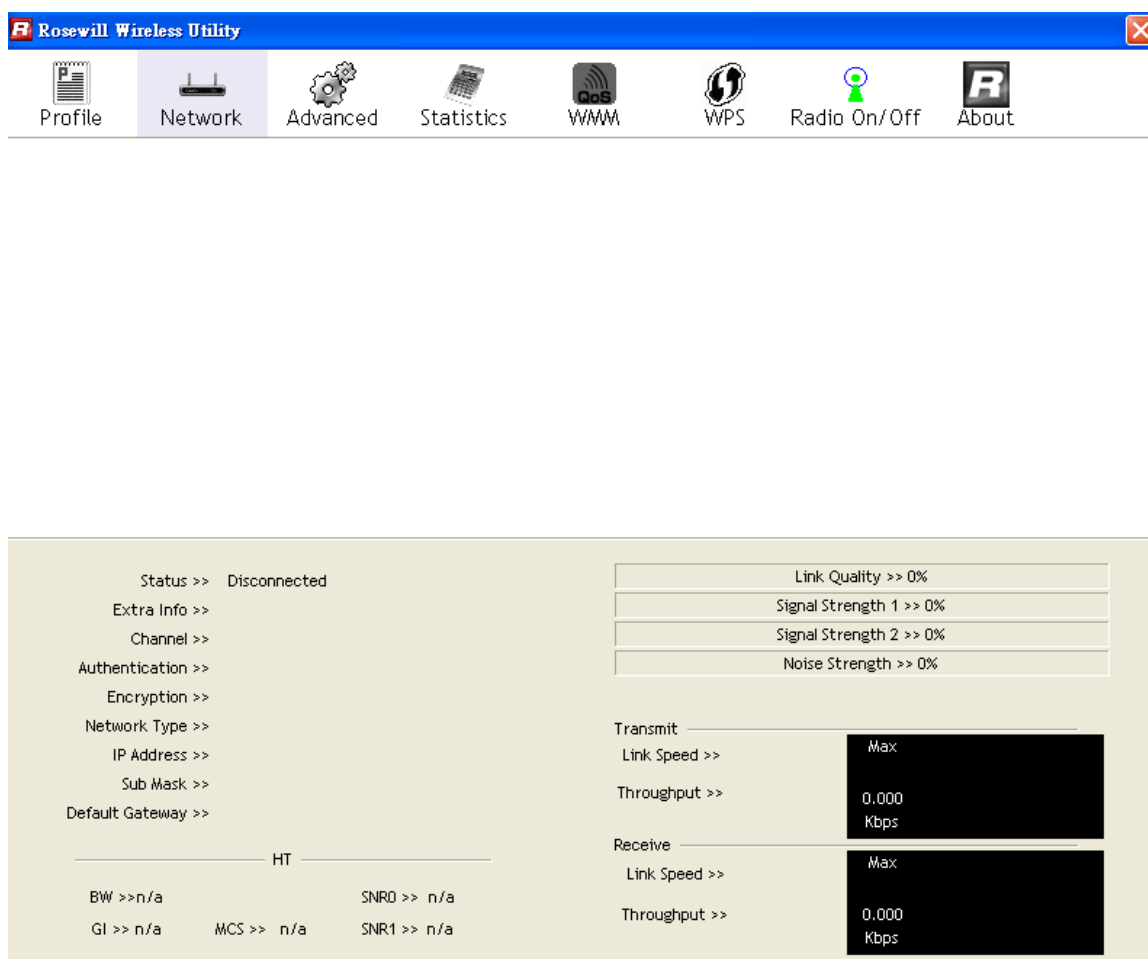 R Rosewill Wireless Utility
P
QoS
R
Profile Network Advanced Statistics WMM WPS Radio On/Off About
Status >> Disconnected
Extra Info >>
Channel >>
Authentication >>
Encryption >>
Network Type >>
IP Address >>
Sub Mask >>
Default Gateway >>
HT
BW >>n/a SNR0 >> n/a
GI >> n/a MCS >> n/a SNR1 >> n/a
Link Quality >> 0%
Signal Strength 1 >> 0%
Signal Strength 2 >> 0%
Noise Strength >> 0%
Transmit
Link Speed >>
Throughput >>
Max
0.000
Kbps
Receive
Link Speed >>
Throughput >>
Max
0.000
Kbps